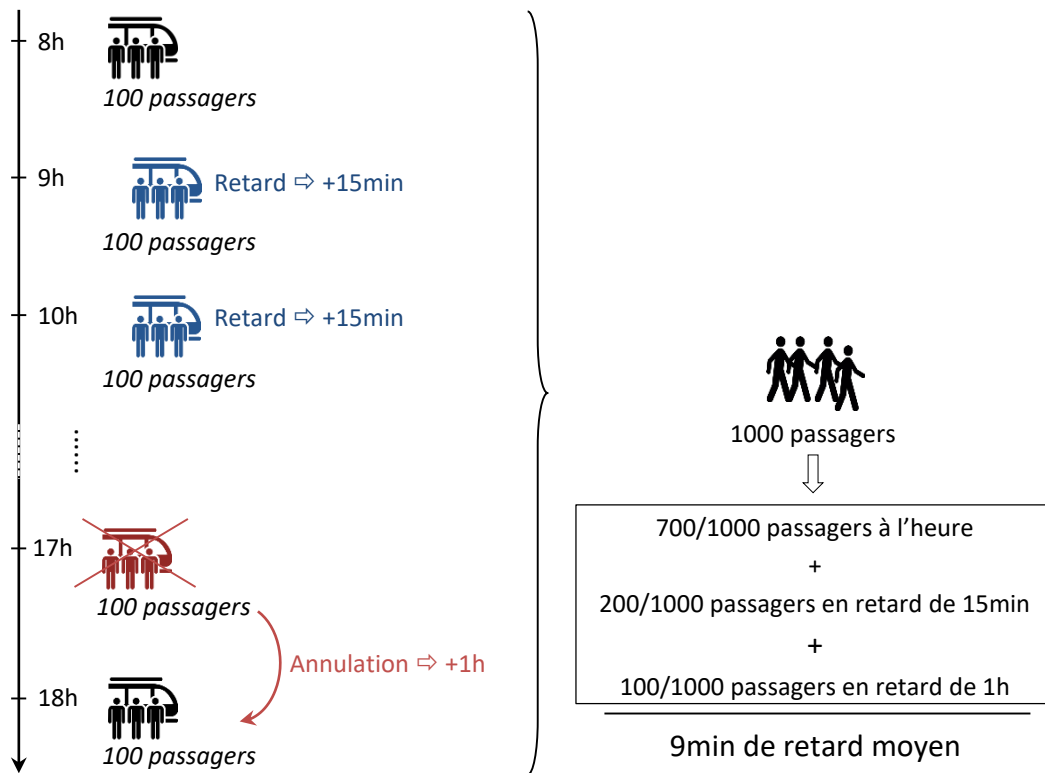 8h
100 passagers
9h
Retard ⇨ +15min
100 passagers
10h
Retard ⇨ +15min
100 passagers
......
17h
100 passagers
Annulation ⇨ +1h
18h
100 passagers
1000 passagers
700/1000 passagers à l’heure
+
200/1000 passagers en retard de 15min
+
100/1000 passagers en retard de 1h
9min de retard moyen